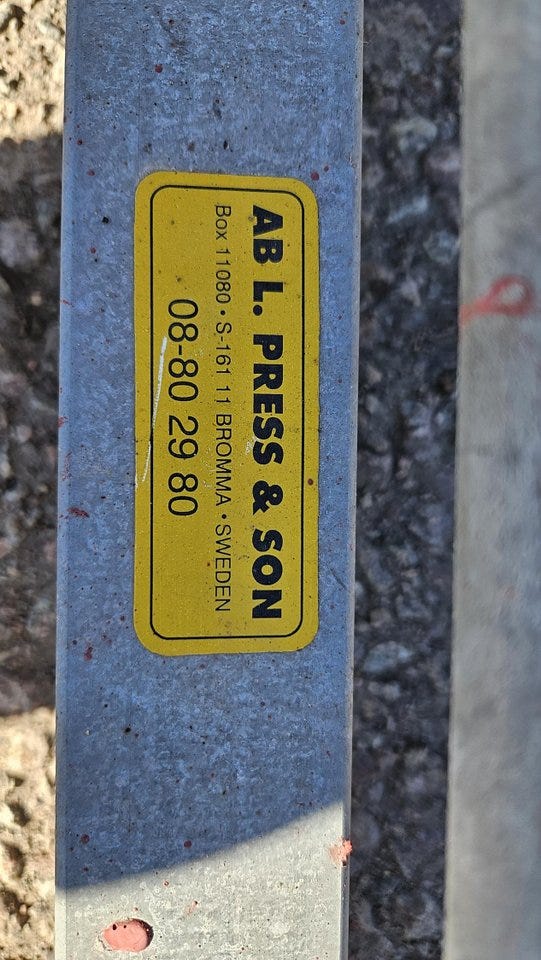 AB L. PRESS & SON
Box 11080 • S-161 11 BROMMA • SWEDEN
08-80 29 80